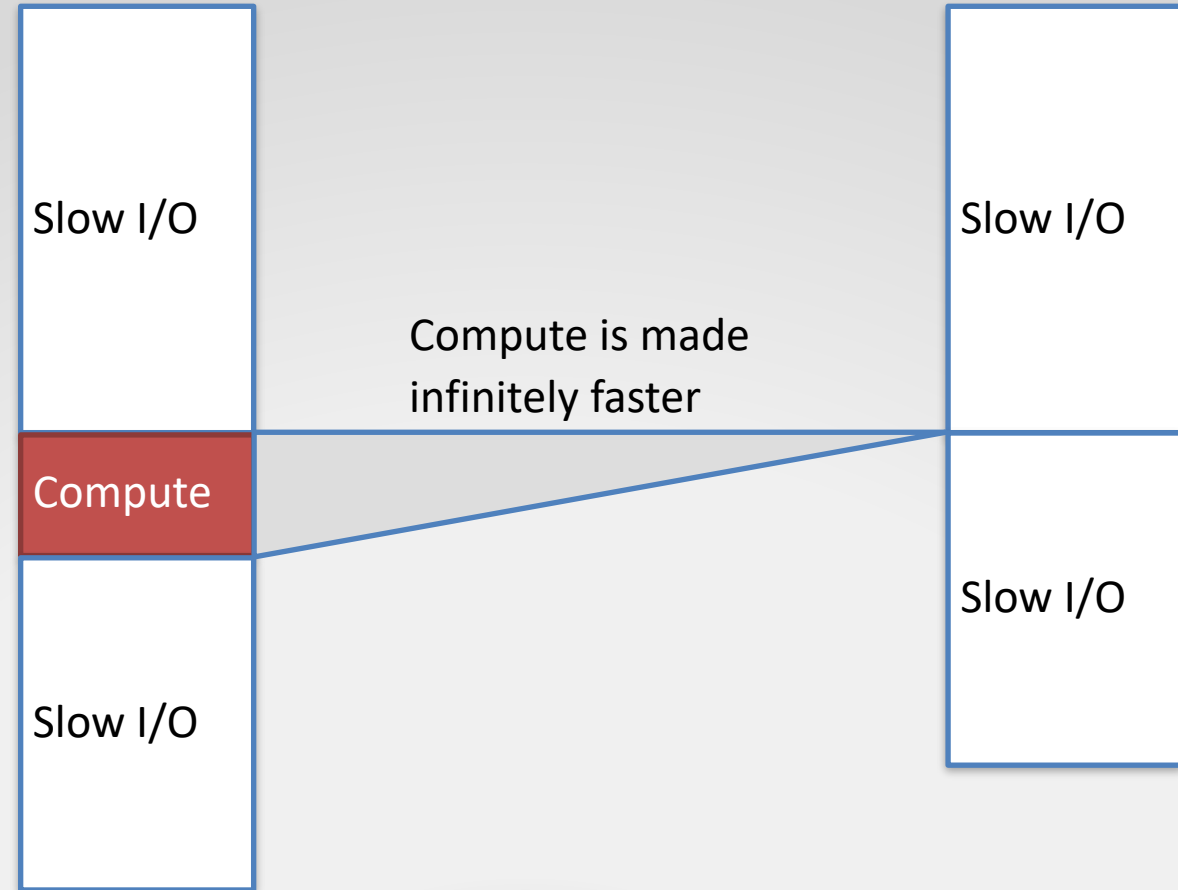 Slow I/O
Slow I/O
Compute is made
infinitely faster
Compute
Slow I/O
Slow I/O